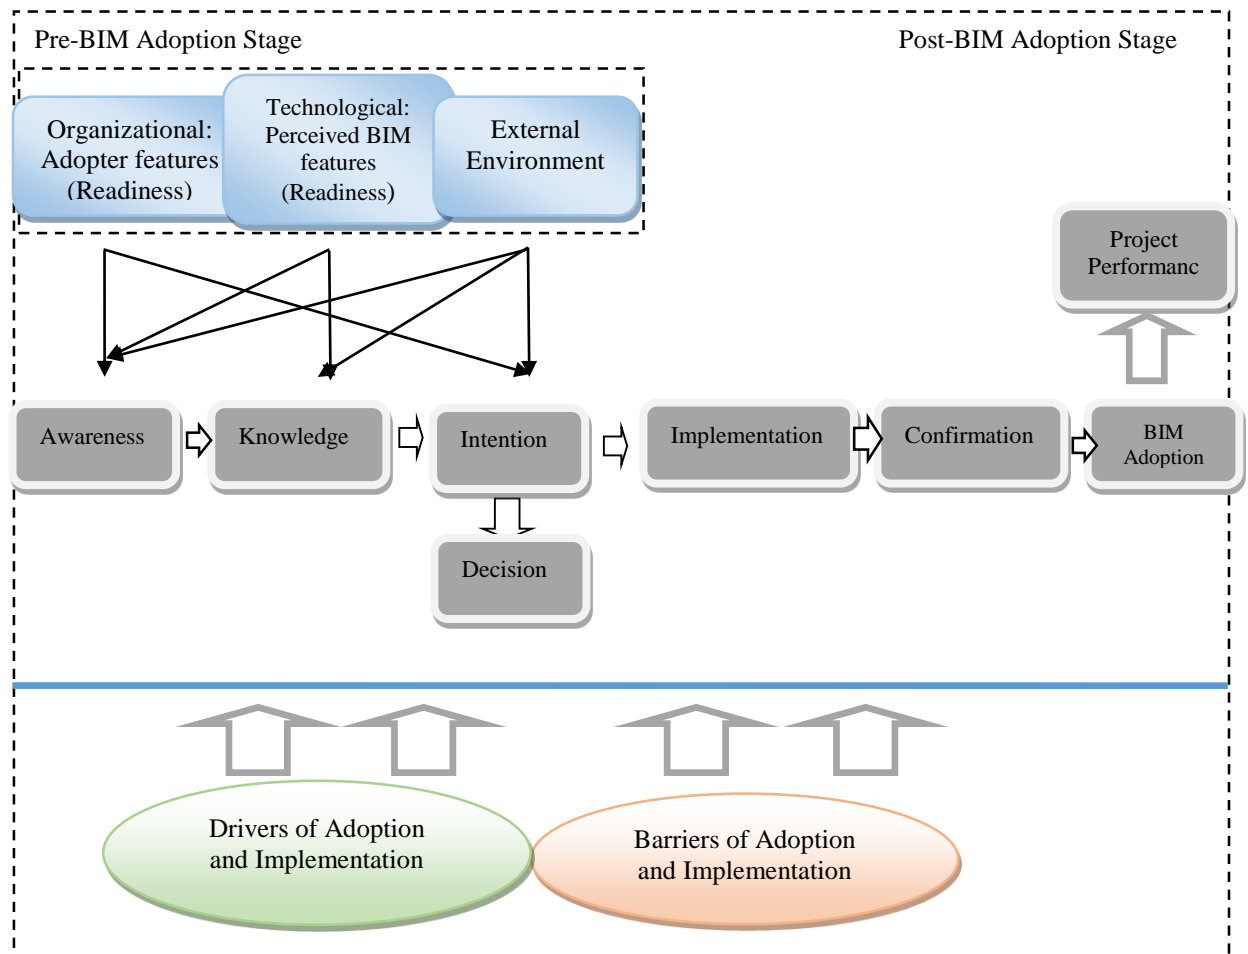 Pre-BIM Adoption Stage
Post-BIM Adoption Stage
Organizational:
Adopter features
(Readiness)
Technological:
Perceived BIM
features
(Readiness)
External
Environment
Project
Performanc
Awareness
Knowledge
Intention
Implementation
Confirmation
BIM
Adoption
Decision
Drivers of Adoption
and Implementation
Barriers of Adoption
and Implementation